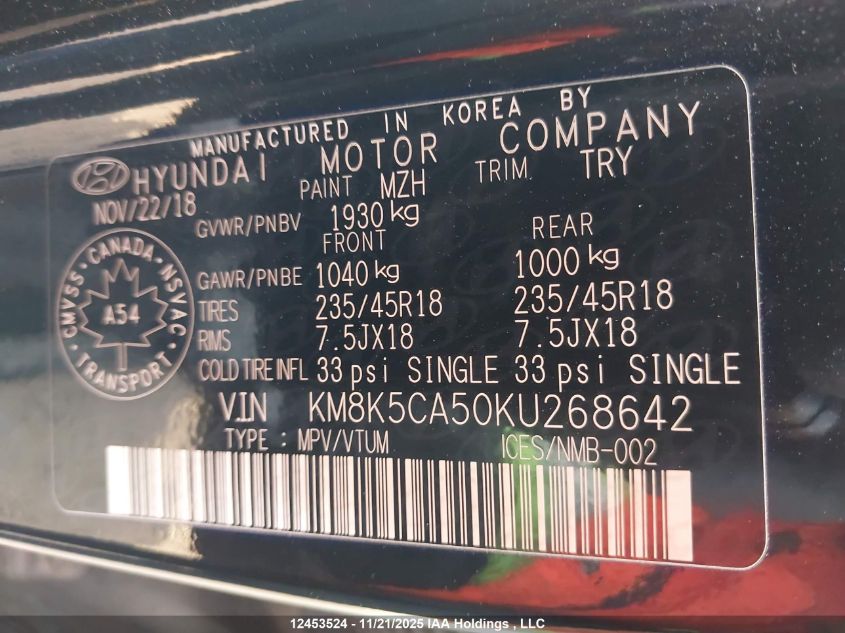 MANUFACTURED IN KOREA BY
HYUNDAI MOTOR COMPANY
NOV/22/18 PAINT MZH TRIM TRY
GVWR/PNBV 1930 kg
FRONT REAR
GAWR/PNBE 1040 kg 1000 kg
TIRES 235/45R18 235/45R18
RIMS 7.5JX18 7.5JX18
COLD TIRE INFL 33 psi SINGLE 33 psi SINGLE
VIN KM8K5CA50KU268642
TYPE : MPV/VTUM ICES/NMB-002
CMVSS · CANADA · NSVAC · TRANSPORT ·
A54
12453524 - 11/21/2025 IAA Holdings , LLC